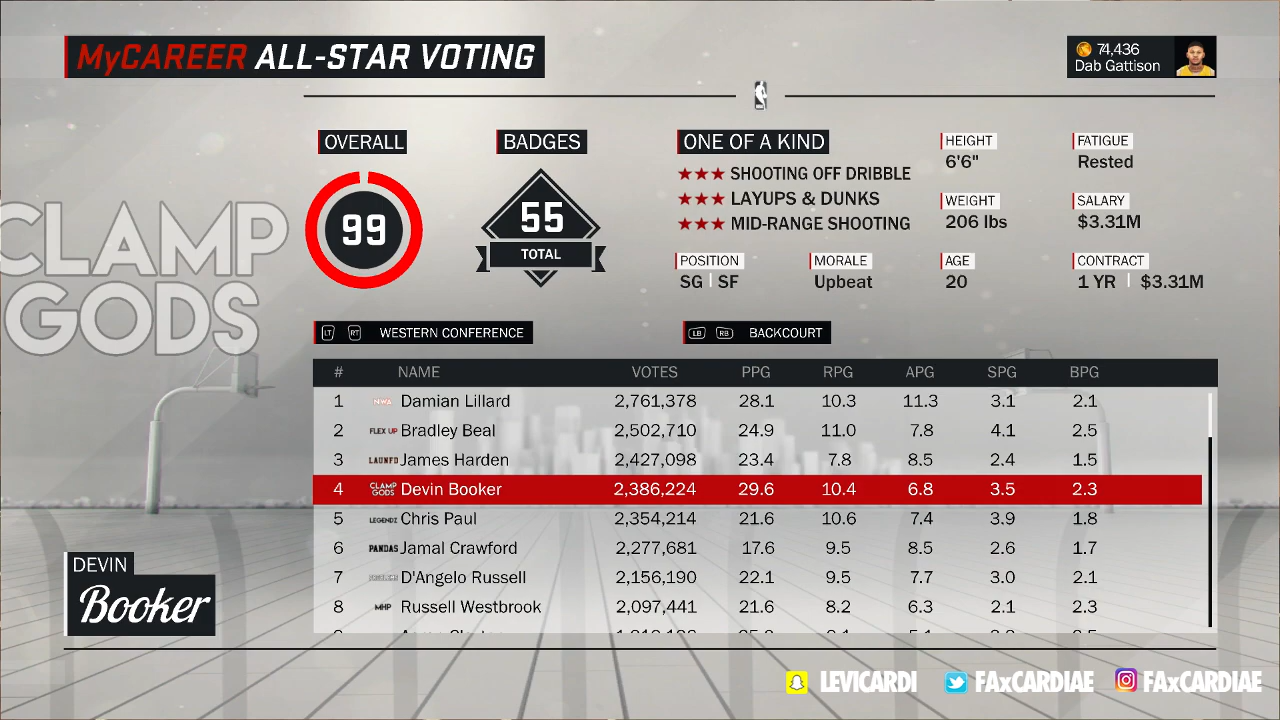 MyCAREER ALL-STAR VOTING
74,436
Dab Gattison
OVERALL
99
BADGES
55
TOTAL
ONE OF A KIND
★★★ SHOOTING OFF DRIBBLE
★★★ LAYUPS & DUNKS
★★★ MID-RANGE SHOOTING
HEIGHT
6'6"
FATIGUE
Rested
WEIGHT
206 lbs
SALARY
$3.31M
POSITION
SG | SF
MORALE
Upbeat
AGE
20
CONTRACT
1 YR | $3.31M
CLAMP
GODS
LT RT WESTERN CONFERENCE
LB RB BACKCOURT
# NAME VOTES PPG RPG APG SPG BPG
1 NWA Damian Lillard 2,761,378 28.1 10.3 11.3 3.1 2.1
2 FLEX UP Bradley Beal 2,502,710 24.9 11.0 7.8 4.1 2.5
3 James Harden 2,427,098 23.4 7.8 8.5 2.4 1.5
4 CLAMP GODS Devin Booker 2,386,224 29.6 10.4 6.8 3.5 2.3
5 LEGENDZ Chris Paul 2,354,214 21.6 10.6 7.4 3.9 1.8
6 PANDAS Jamal Crawford 2,277,681 17.6 9.5 8.5 2.6 1.7
7 D'Angelo Russell 2,156,190 22.1 9.5 7.7 3.0 2.1
8 MHP Russell Westbrook 2,097,441 21.6 8.2 6.3 2.1 2.3
DEVIN
Booker
LEVICARDI FAxCARDIAE FAxCARDIAE